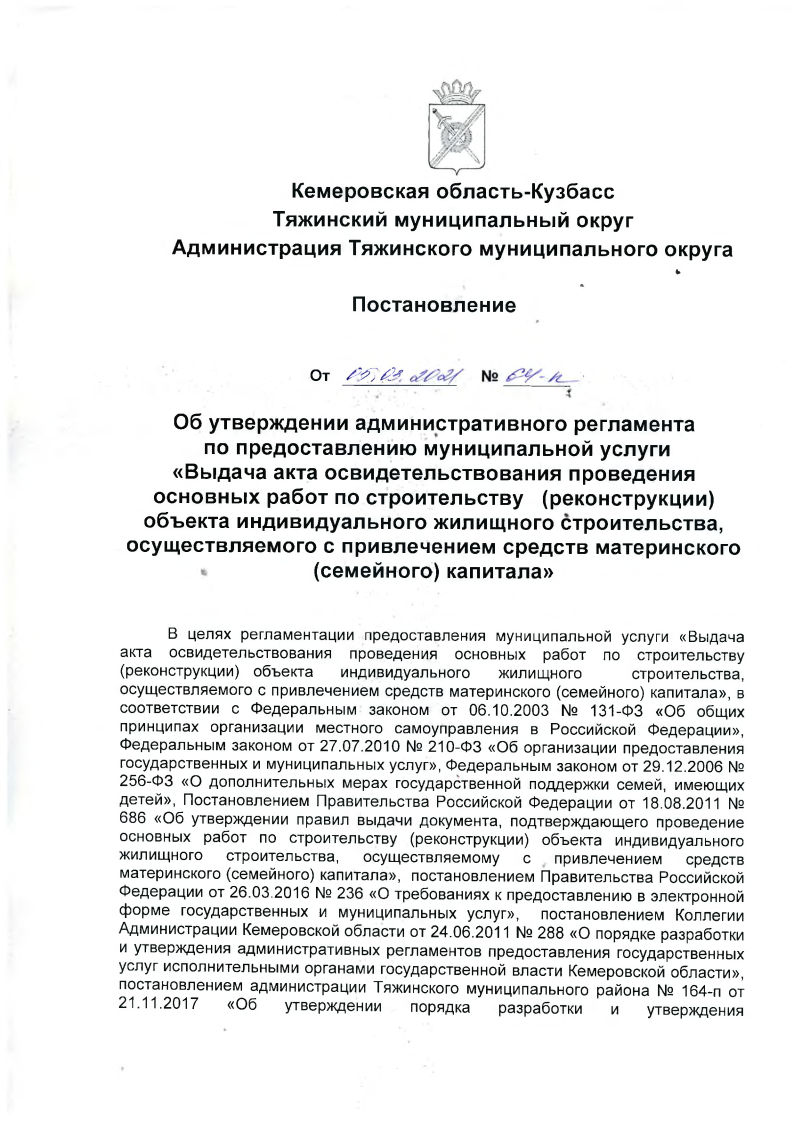 Кемеровская область-Кузбасс
Тяжинский муниципальный округ
Администрация Тяжинского муниципального округа
Постановление
От 05.03.2021 № 64-п
Об утверждении административного регламента
по предоставлению муниципальной услуги
«Выдача акта освидетельствования проведения
основных работ по строительству (реконструкции)
объекта индивидуального жилищного строительства,
осуществляемого с привлечением средств материнского
(семейного) капитала»
В целях регламентации предоставления муниципальной услуги «Выдача
акта освидетельствования проведения основных работ по строительству
(реконструкции) объекта индивидуального жилищного строительства,
осуществляемого с привлечением средств материнского (семейного) капитала», в
соответствии с Федеральным законом от 06.10.2003 № 131-ФЗ «Об общих
принципах организации местного самоуправления в Российской Федерации»,
Федеральным законом от 27.07.2010 № 210-ФЗ «Об организации предоставления
государственных и муниципальных услуг», Федеральным законом от 29.12.2006 №
256-ФЗ «О дополнительных мерах государственной поддержки семей, имеющих
детей», Постановлением Правительства Российской Федерации от 18.08.2011 №
686 «Об утверждении правил выдачи документа, подтверждающего проведение
основных работ по строительству (реконструкции) объекта индивидуального
жилищного строительства, осуществляемому с привлечением средств
материнского (семейного) капитала», постановлением Правительства Российской
Федерации от 26.03.2016 № 236 «О требованиях к предоставлению в электронной
форме государственных и муниципальных услуг», постановлением Коллегии
Администрации Кемеровской области от 24.06.2011 № 288 «О порядке разработки
и утверждения административных регламентов предоставления государственных
услуг исполнительными органами государственной власти Кемеровской области»,
постановлением администрации Тяжинского муниципального района № 164-п от
21.11.2017 «Об утверждении порядка разработки и утверждения